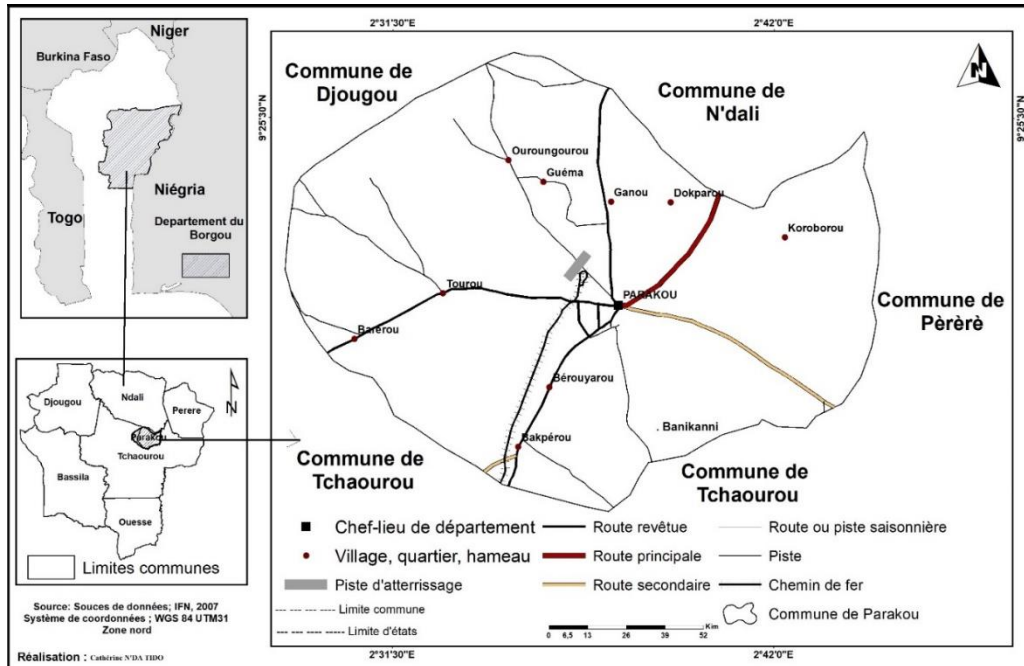 Niger
Burkina Faso
Niégria
Togo
Departement du
Borgou
Djougou
Ndali
Perere
N
Parakou
Tchaourou
Bassila
Ouesse
Limites communes
Source: Souces de données; IFN, 2007
Système de coordonnées ; WGS 84 UTM31
Zone nord
Réalisation : Cathérine N'DA TIDO
2°31'30"E
2°42'0"E
9°25'30"N
9°25'30"N
N
Commune de
Djougou
Commune de
N'dali
Ouroungourou
Guéma
Ganou
Dokparou
Koroborou
Tourou
PARAKOU
Commune de
Pèrèrè
Barérou
Bérouyarou
Banikanni
Bakpérou
Commune de
Tchaourou
Commune de
Tchaourou
Chef-lieu de département
Route revêtue
Route ou piste saisonnière
Village, quartier, hameau
Route principale
Piste
Piste d'atterrissage
Route secondaire
Chemin de fer
Limite commune
Commune de Parakou
Limite d'états
Km
0 6,5 13 26 39 52
2°31'30"E
2°42'0"E